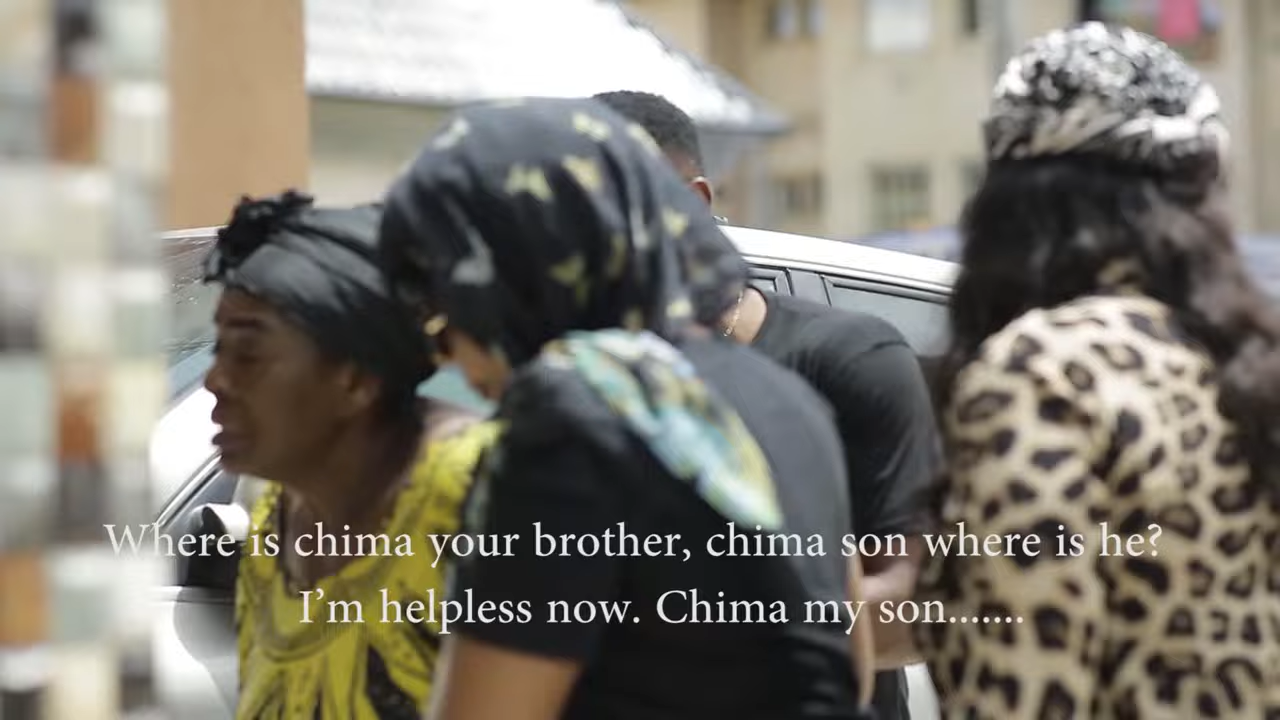 Where is chima your brother, chima son where is he?
I'm helpless now. Chima my son.......